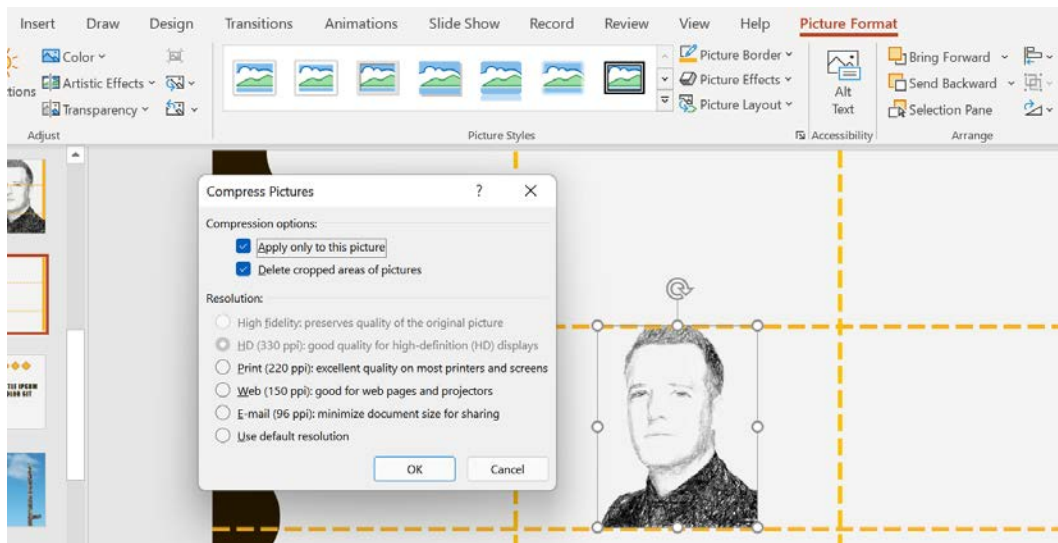 Insert Draw Design Transitions Animations Slide Show Record Review View Help Picture Format
Color
Picture Border
Bring Forward
tions Artistic Effects
Picture Effects
Alt
Text
Send Backward
Transparency
Picture Layout
Selection Pane
Adjust Picture Styles Accessibility Arrange
Compress Pictures ?
Compression options:
Apply only to this picture
Delete cropped areas of pictures
Resolution:
High fidelity: preserves quality of the original picture
HD (330 ppi): good quality for high-definition (HD) displays
Print (220 ppi): excellent quality on most printers and screens
Web (150 ppi): good for web pages and projectors
E-mail (96 ppi): minimize document size for sharing
Use default resolution
OK Cancel